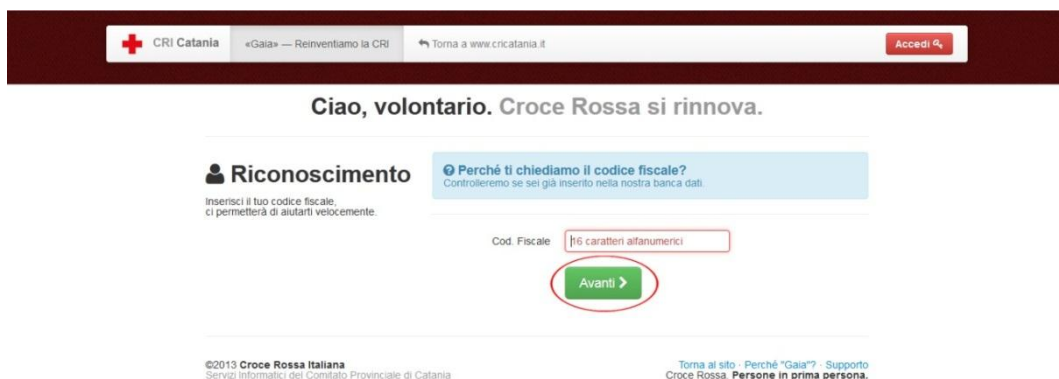 CRI Catania
«Gaia» — Reinventiamo la CRI
Torna a www.cricatania.it
Accedi
Ciao, volontario. Croce Rossa si rinnova.
Riconoscimento
Inserisci il tuo codice fiscale,
ci permetterà di aiutarti velocemente.
Perché ti chiediamo il codice fiscale?
Controlleremo se sei già inserito nella nostra banca dati.
Cod. Fiscale
16 caratteri alfanumerici
Avanti
©2013 Croce Rossa Italiana
Servizi Informatici del Comitato Provinciale di Catania
Torna al sito · Perché "Gaia"? · Supporto
Croce Rossa. Persone in prima persona.